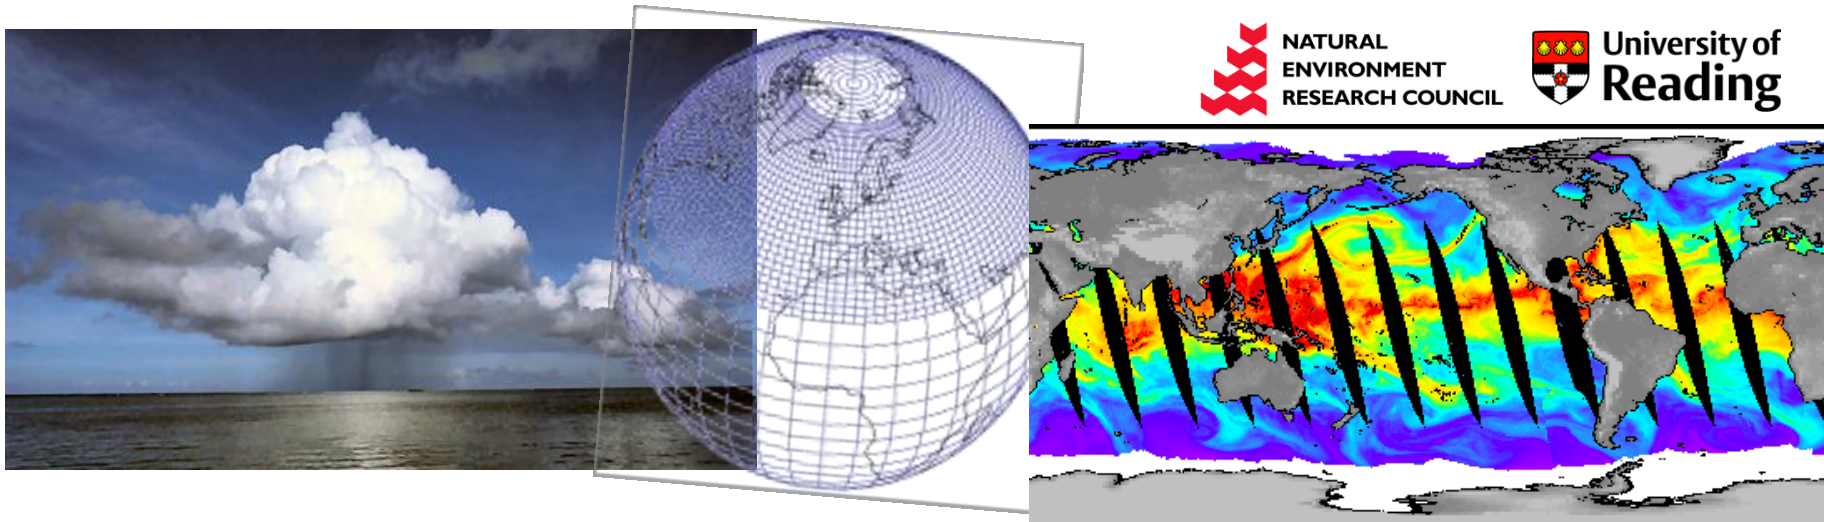 NATURAL
ENVIRONMENT
RESEARCH COUNCIL
University of
Reading